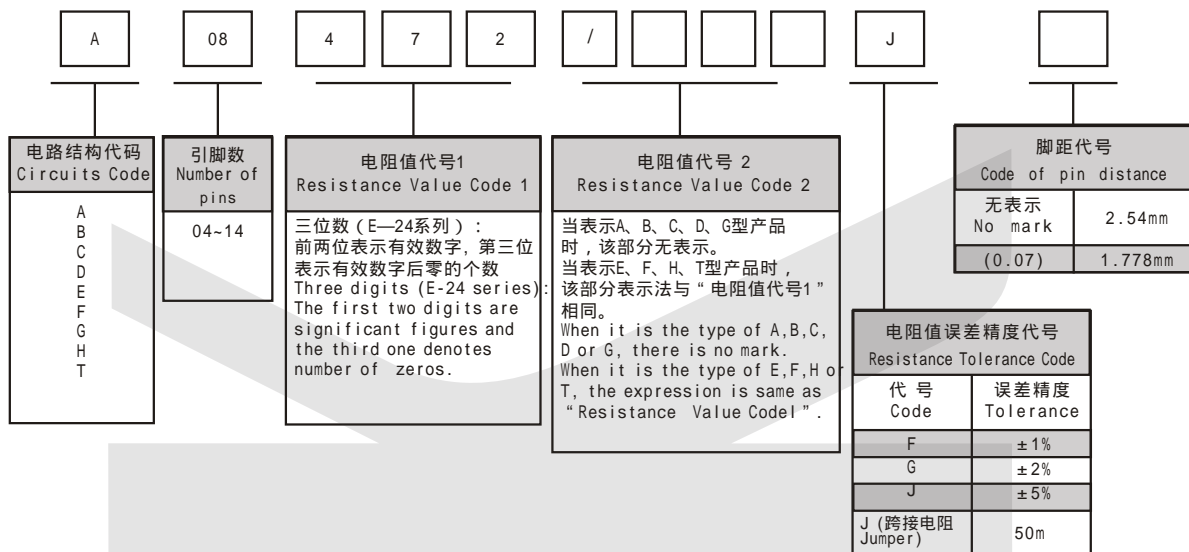 A 08 4 7 2 / J
电路结构代码
Circuits Code
A
B
C
D
E
F
G
H
T
引脚数
Number of
pins
04~14
电阻值代号1
Resistance Value Code 1
三位数（E—24系列）：
前两位表示有效数字，第三位
表示有效数字后零的个数
Three digits (E-24 series):
The first two digits are
significant figures and
the third one denotes
number of zeros.
电阻值代号 2
Resistance Value Code 2
当表示A、B、C、D、G型产品
时，该部分无表示。
当表示E、F、H、T型产品时，
该部分表示法与“电阻值代号1”
相同。
When it is the type of A,B,C,
D or G, there is no mark.
When it is the type of E,F,H or
T, the expression is same as
“Resistance Value CodeI”.
脚距代号
Code of pin distance
无表示
No mark
2.54mm
(0.07) 1.778mm
电阻值误差精度代号
Resistance Tolerance Code
代 号 误差精度
Code Tolerance
F ±1%
G ±2%
J ±5%
J (跨接电阻
Jumper)
50m